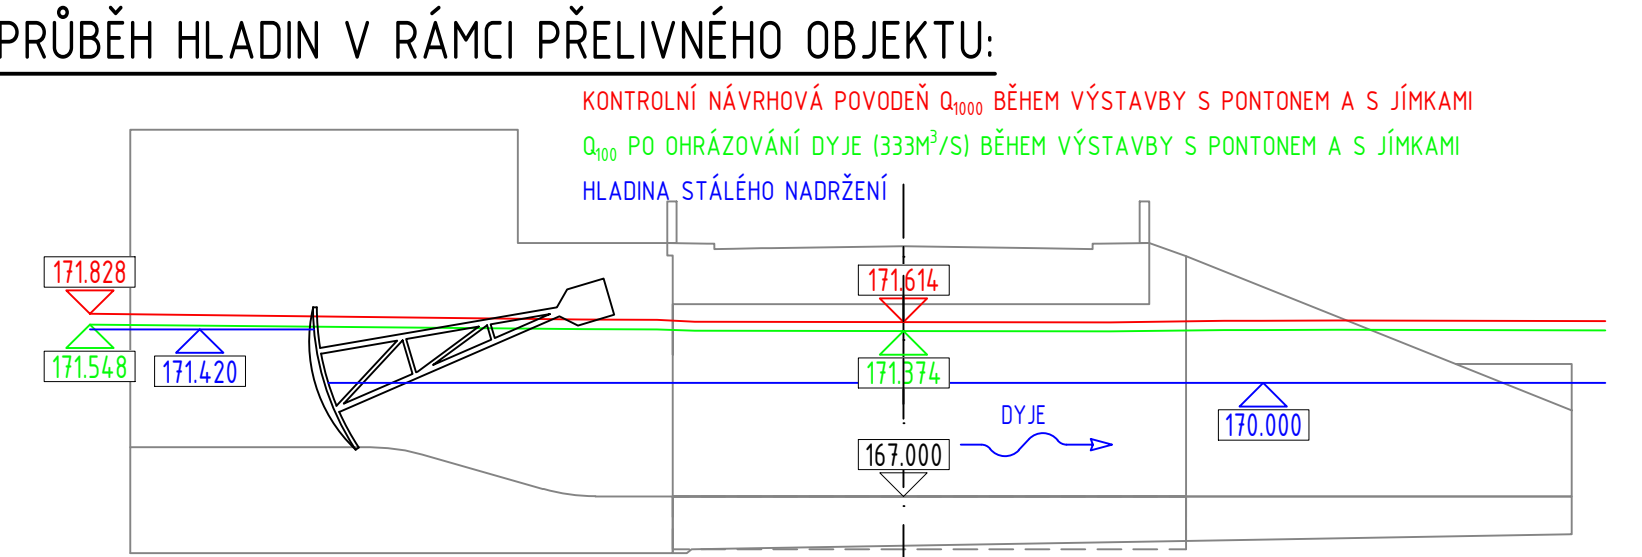 PRŮBĚH HLADIN V RÁMCI PŘELIVNÉHO OBJEKTU:
KONTROLNÍ NÁVRHOVÁ POVODEŇ Q1000 BĚHEM VÝSTAVBY S PONTONEM A S JÍMKAMI
Q100 PO OHRÁZOVÁNÍ DYJE (333M³/S) BĚHEM VÝSTAVBY S PONTONEM A S JÍMKAMI
HLADINA STÁLÉHO NADRŽENÍ
171.828
171.614
171.548
171.420
171.374
DYJE
170.000
167.000